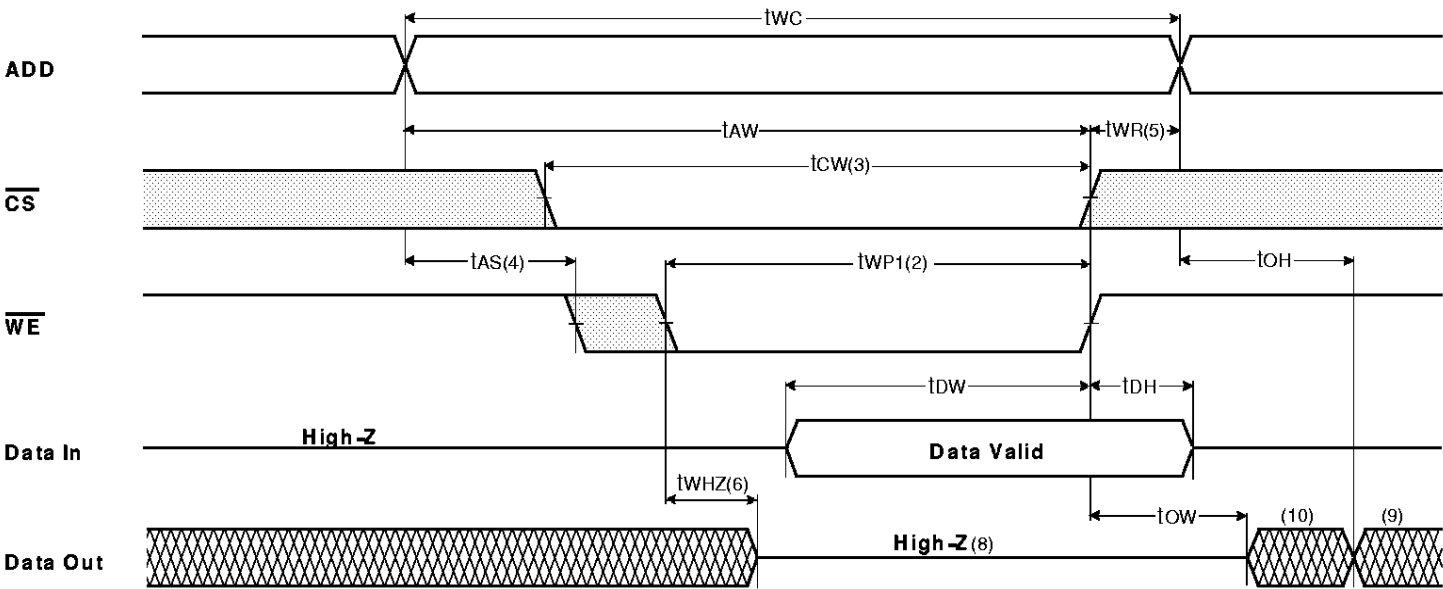 tWC
ADD
tAW
tWR(5)
tCW(3)
CS
tAS(4)
tWP1(2)
tOH
WE
tDW
tDH
High-Z
Data In
Data Valid
tWHZ(6)
tOW
(10)
(9)
High-Z(8)
Data Out